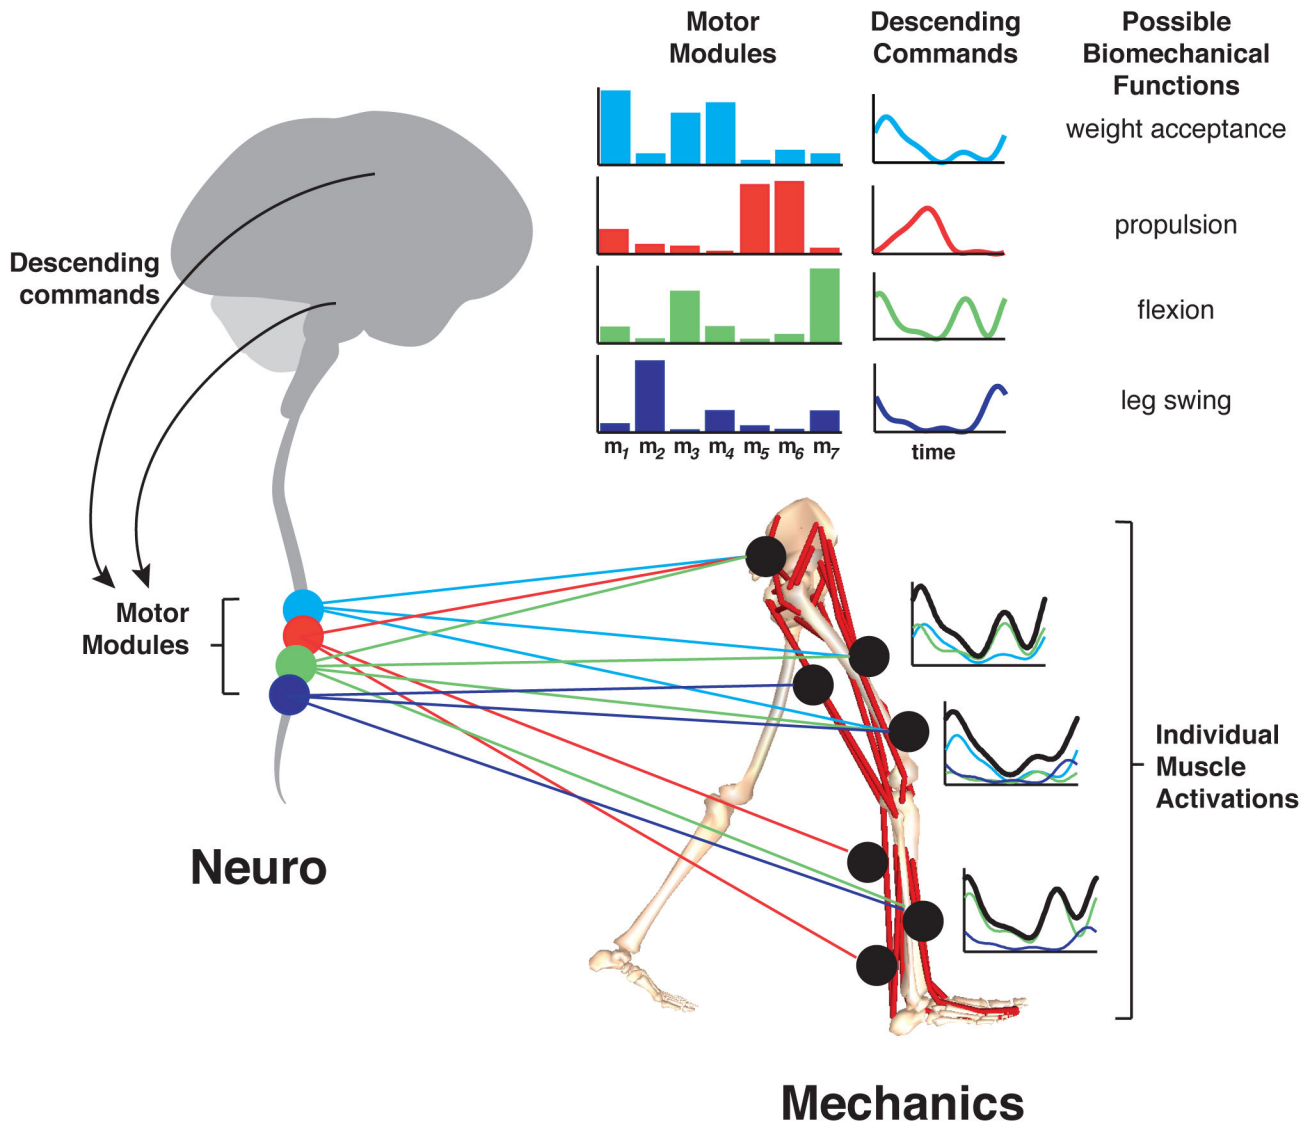 Motor
Modules
Descending
Commands
Possible
Biomechanical
Functions
weight acceptance
propulsion
flexion
leg swing
m1 m2 m3 m4 m5 m6 m7
time
Descending
commands
Motor
Modules
Individual
Muscle
Activations
Neuro
Mechanics